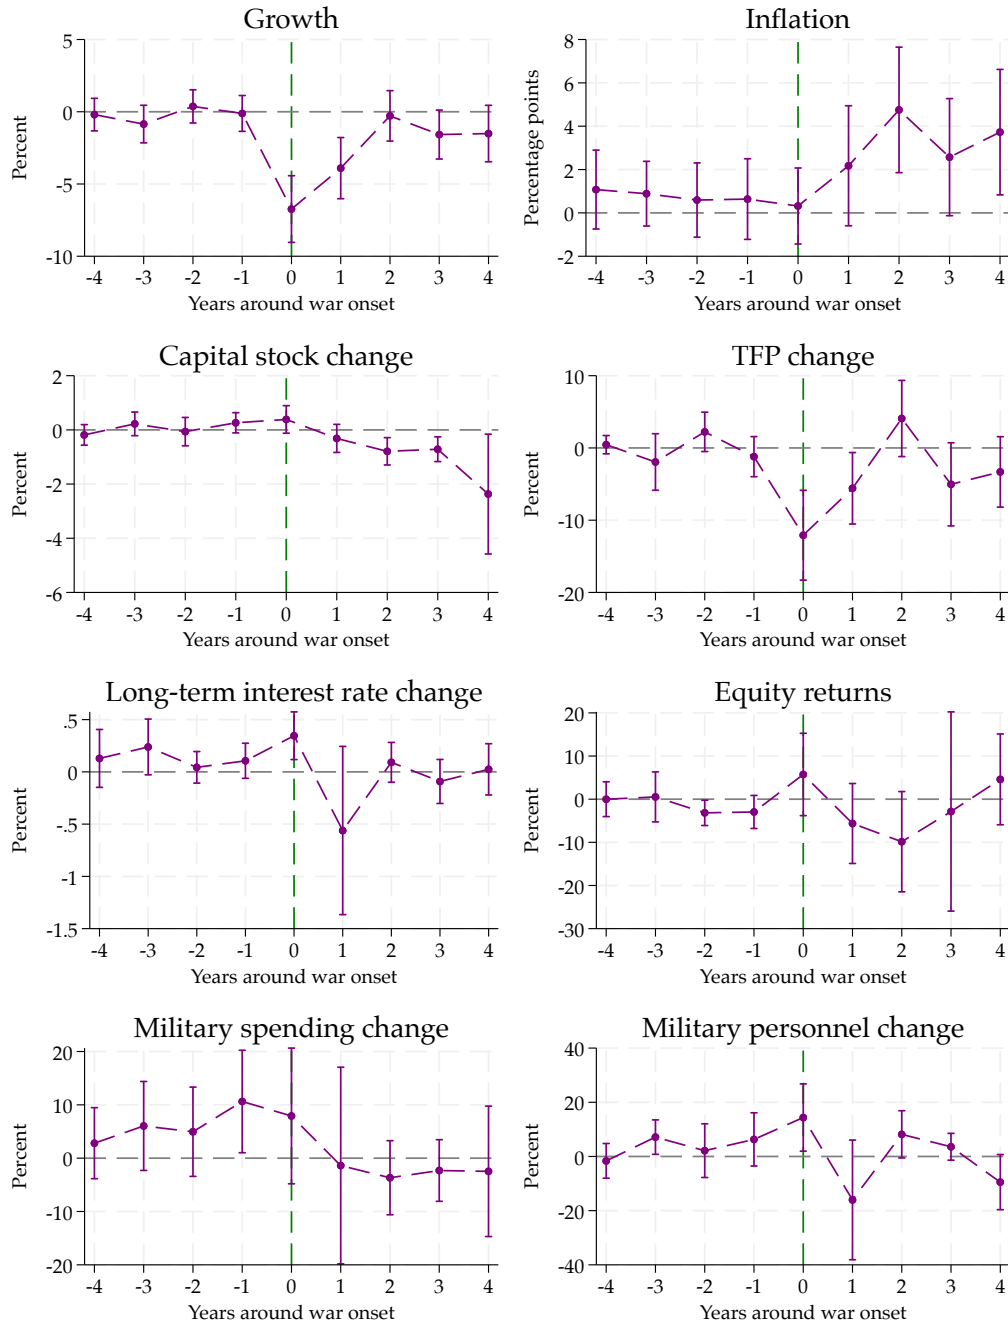 Growth
Percent
5
0
-5
-10
-4 -3 -2 -1 0 1 2 3 4
Years around war onset
Inflation
Percentage points
8
6
4
2
0
-2
-4 -3 -2 -1 0 1 2 3 4
Years around war onset
Capital stock change
Percent
2
0
-2
-4
-6
-4 -3 -2 -1 0 1 2 3 4
Years around war onset
TFP change
Percent
10
0
-10
-20
-4 -3 -2 -1 0 1 2 3 4
Years around war onset
Long-term interest rate change
Percent
.5
0
-.5
-1
-1.5
-4 -3 -2 -1 0 1 2 3 4
Years around war onset
Equity returns
Percent
20
10
0
-10
-20
-30
-4 -3 -2 -1 0 1 2 3 4
Years around war onset
Military spending change
Percent
20
10
0
-10
-20
-4 -3 -2 -1 0 1 2 3 4
Years around war onset
Military personnel change
Percent
40
20
0
-20
-40
-4 -3 -2 -1 0 1 2 3 4
Years around war onset